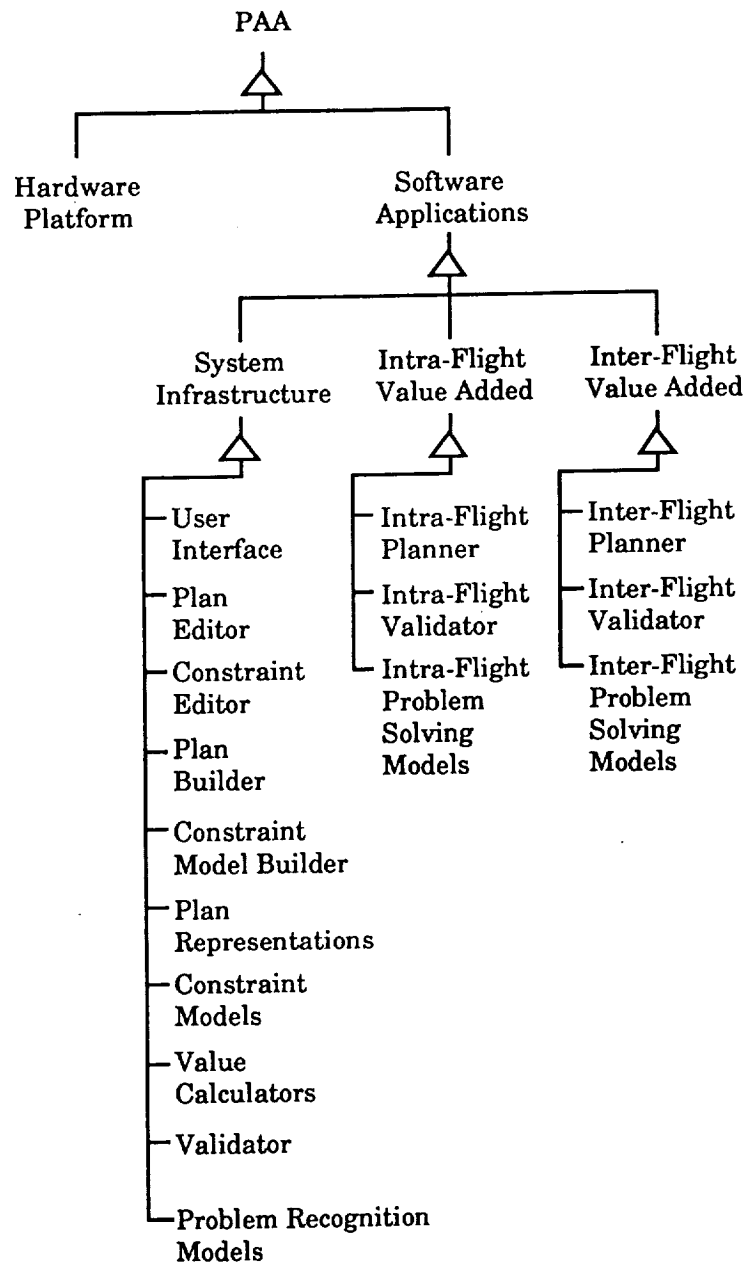 PAA
Hardware
Platform
Software
Applications
System
Infrastructure
Intra-Flight
Value Added
Inter-Flight
Value Added
User
Interface
Plan
Editor
Constraint
Editor
Plan
Builder
Constraint
Model Builder
Plan
Representations
Constraint
Models
Value
Calculators
Validator
Problem Recognition
Models
Intra-Flight
Planner
Intra-Flight
Validator
Intra-Flight
Problem
Solving
Models
Inter-Flight
Planner
Inter-Flight
Validator
Inter-Flight
Problem
Solving
Models